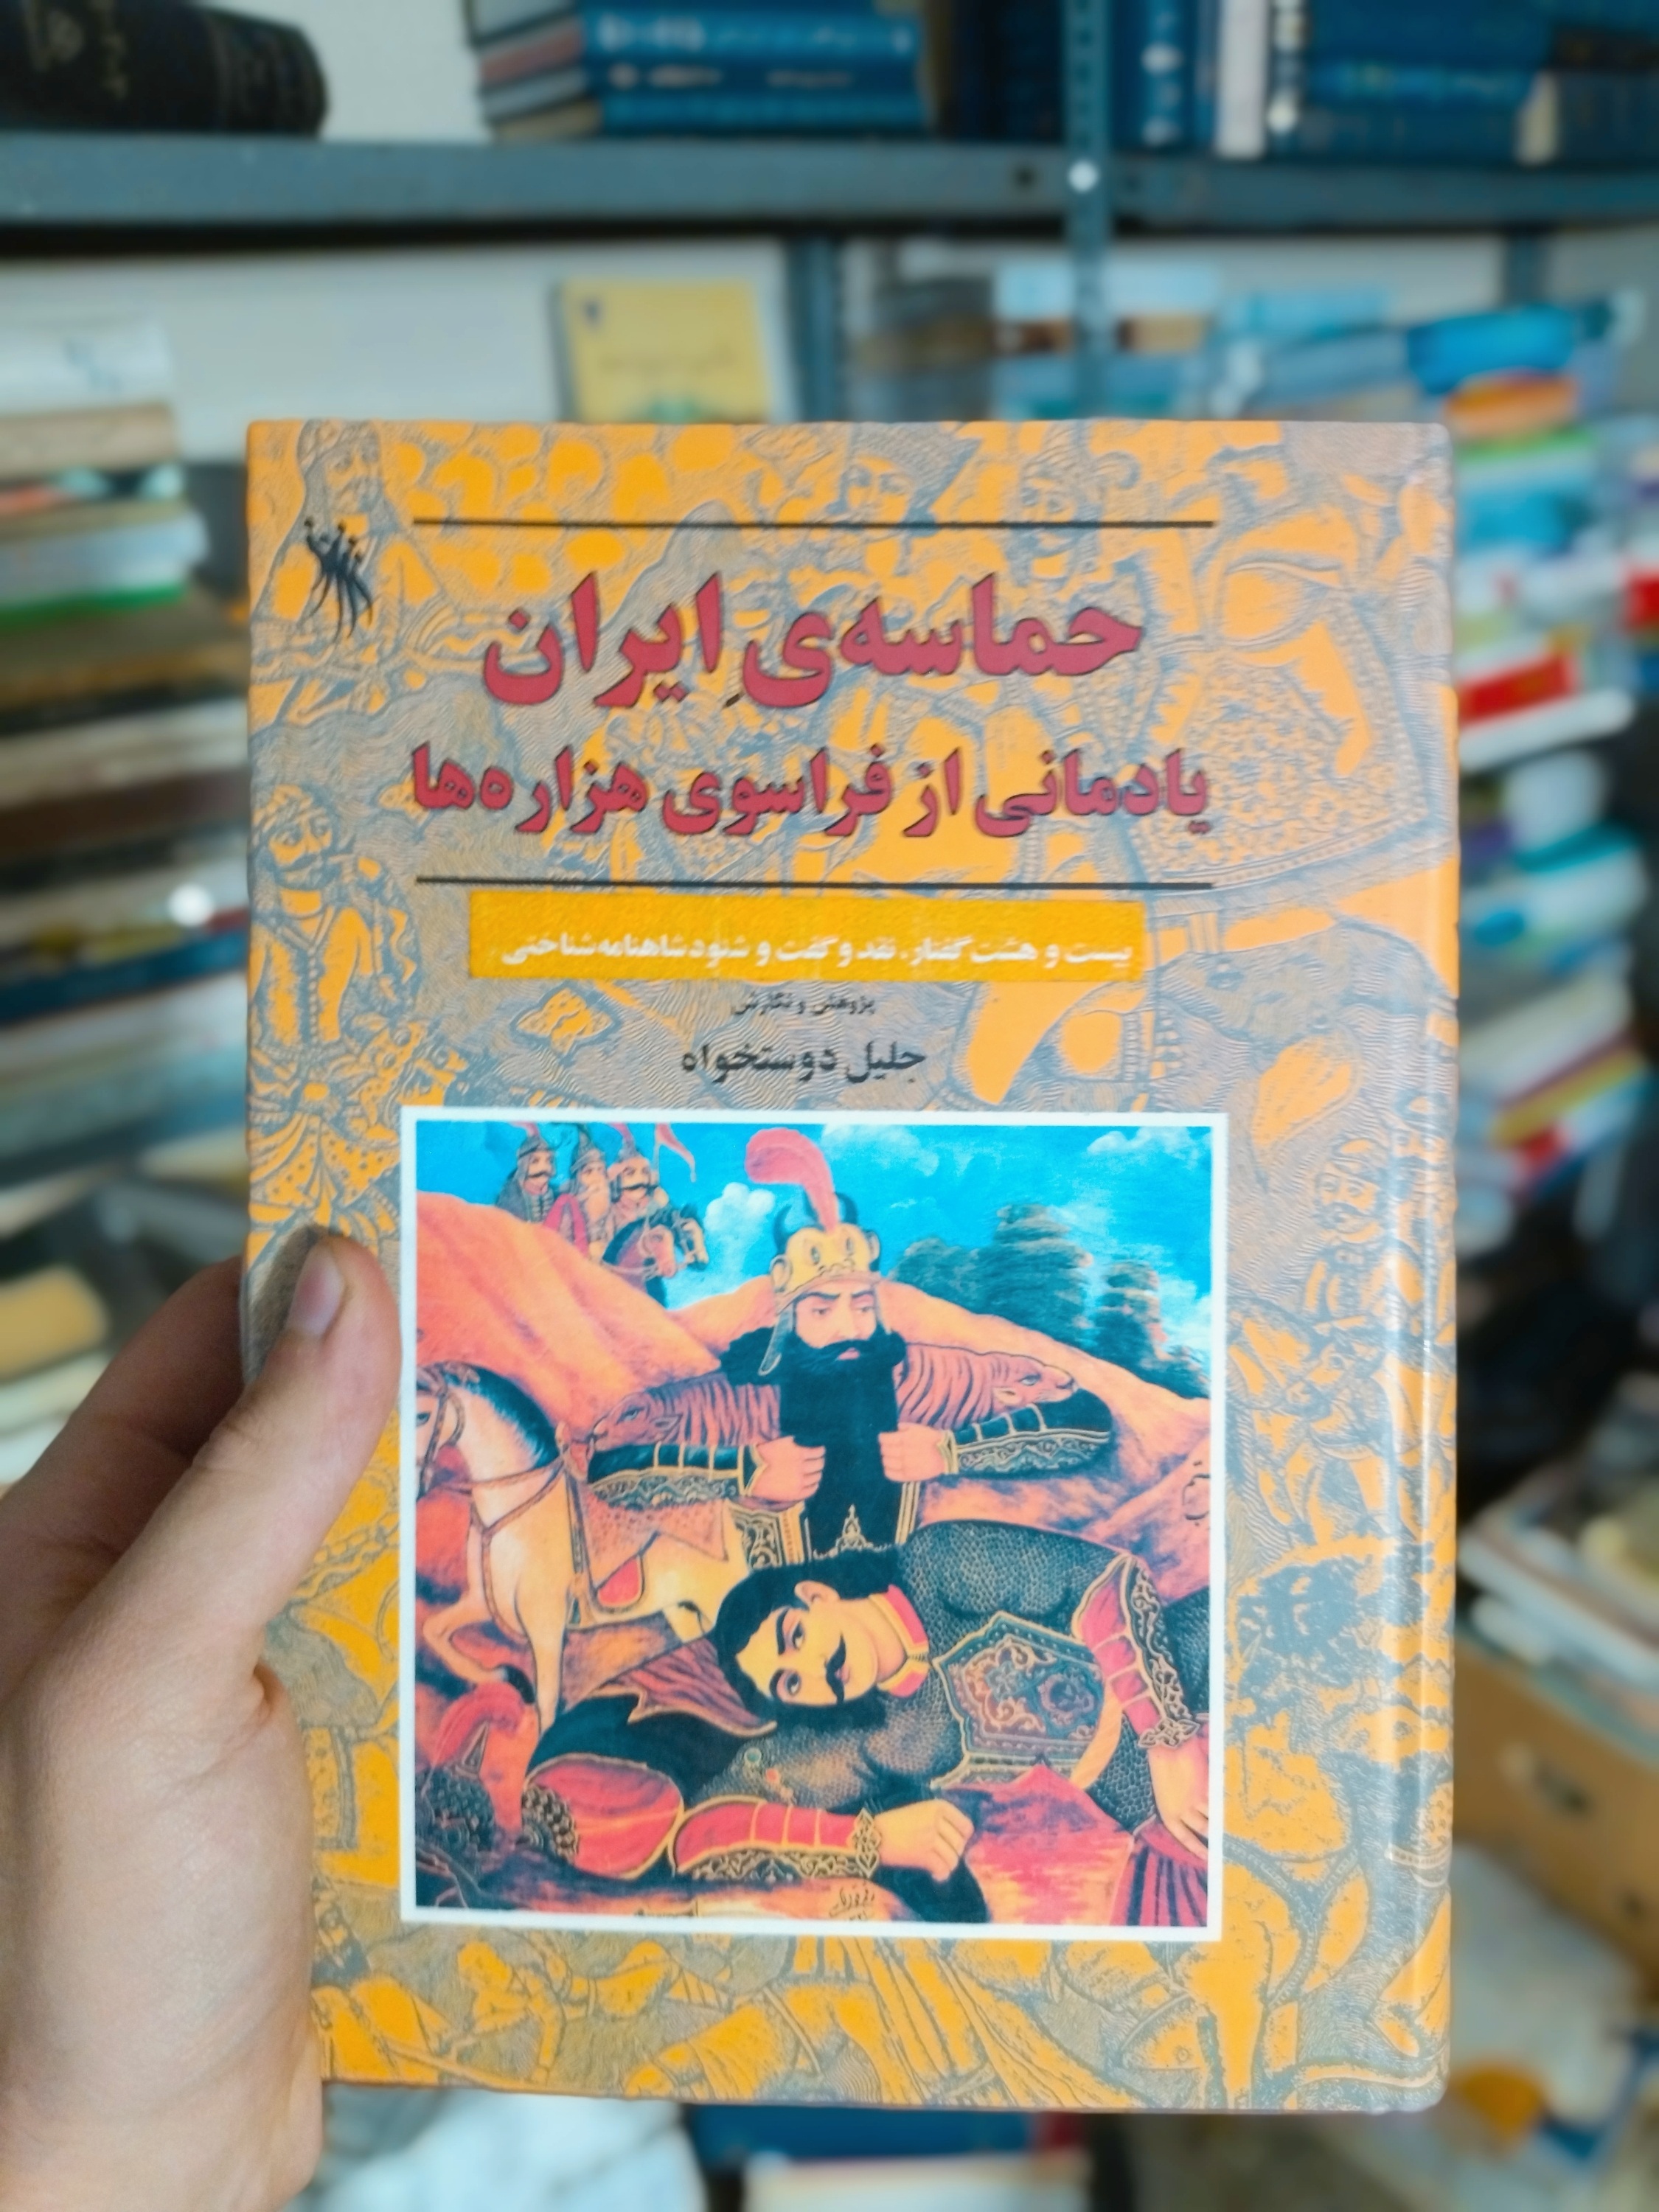 حماسه‌یِ ایران
یادمانی از فراسوی هزاره‌ها
بیست و هشت گفتار، نقد و گفت و شنود شاهنامه‌شناختی
پژوهش و نگارش
جلیل دوستخواه